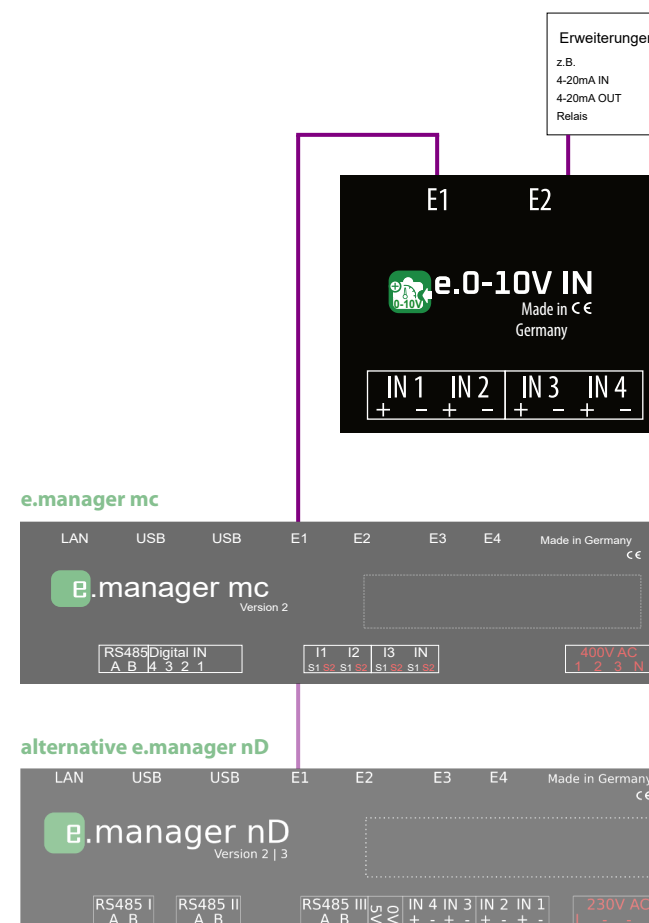 Erweiterungen
z.B.
4-20mA IN
4-20mA OUT
Relais
E1 E2
e.0-10V IN
0-10V
Made in CE
Germany
IN 1 IN 2 IN 3 IN 4
+ - + - + - + -
e.manager mc
LAN USB USB E1 E2 E3 E4 Made in Germany
CE
e.manager mc
Version 2
RS485 Digital IN I1 I2 I3 IN 400V AC
A B 4 3 2 1 S1 S2 S1 S2 S1 S2 S1 S2 1 2 3 N
alternative e.manager nD
LAN USB USB E1 E2 E3 E4 Made in Germany
CE
e.manager nD
Version 2 | 3
RS485 I RS485 II RS485 III 5V 0V IN 4 IN 3 IN 2 IN 1 230V AC
A B A B A B + - + - + - + - L - -